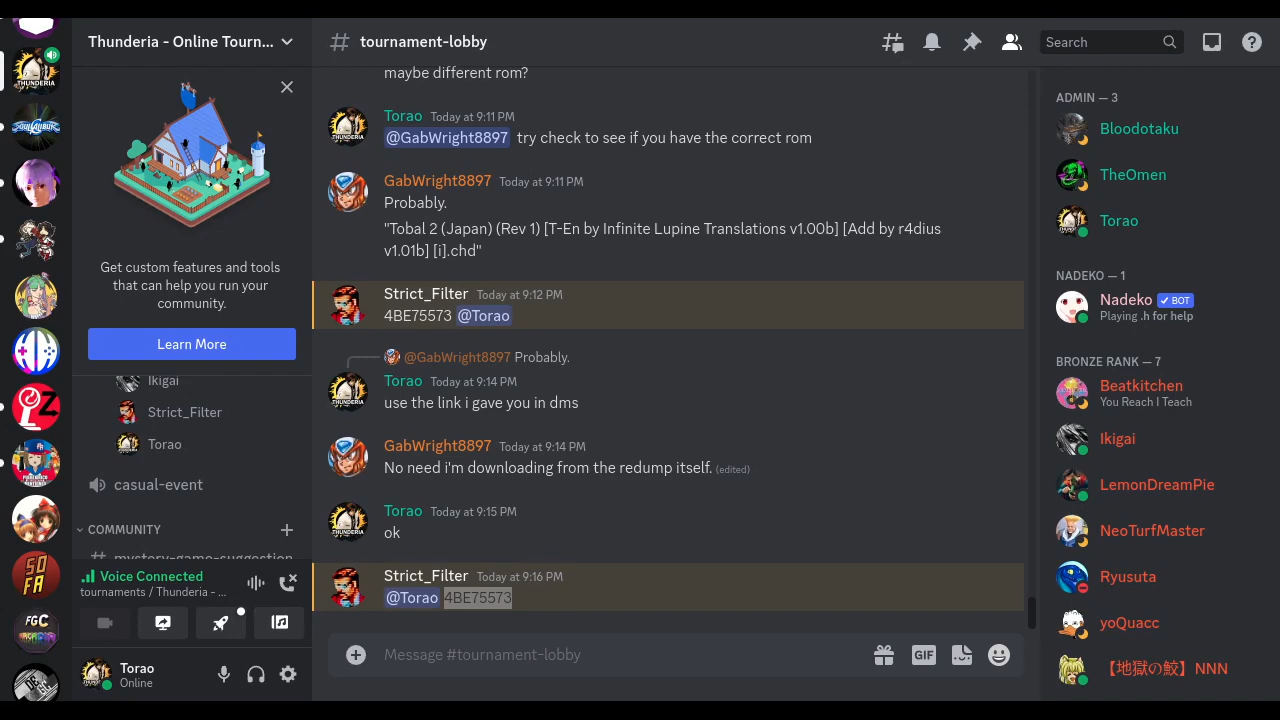 Thunderia - Online Tourn...
tournament-lobby
Search
Get custom features and tools
that can help you run your
community.
Learn More
Ikigai
Strict_Filter
Torao
casual-event
COMMUNITY
mystery-game-suggestion
Voice Connected
tournaments / Thunderia - ...
Torao
Online
maybe different rom?
Torao Today at 9:11 PM
@GabWright8897 try check to see if you have the correct rom
GabWright8897 Today at 9:11 PM
Probably.
"Tobal 2 (Japan) (Rev 1) [T-En by Infinite Lupine Translations v1.00b] [Add by r4dius
v1.01b] [i].chd"
Strict_Filter Today at 9:12 PM
4BE75573 @Torao
@GabWright8897 Probably.
Torao Today at 9:14 PM
use the link i gave you in dms
GabWright8897 Today at 9:14 PM
No need i'm downloading from the redump itself. (edited)
Torao Today at 9:15 PM
ok
Strict_Filter Today at 9:16 PM
@Torao 4BE75573
Message #tournament-lobby
GIF
ADMIN — 3
Bloodotaku
TheOmen
Torao
NADEKO — 1
Nadeko BOT
Playing .h for help
BRONZE RANK — 7
Beatkitchen
You Reach I Teach
Ikigai
LemonDreamPie
NeoTurfMaster
Ryusuta
yoQuacc
【地獄の鮫】NNN
THUNDERIA
SOULCALIBUR
SO
FA
FGC